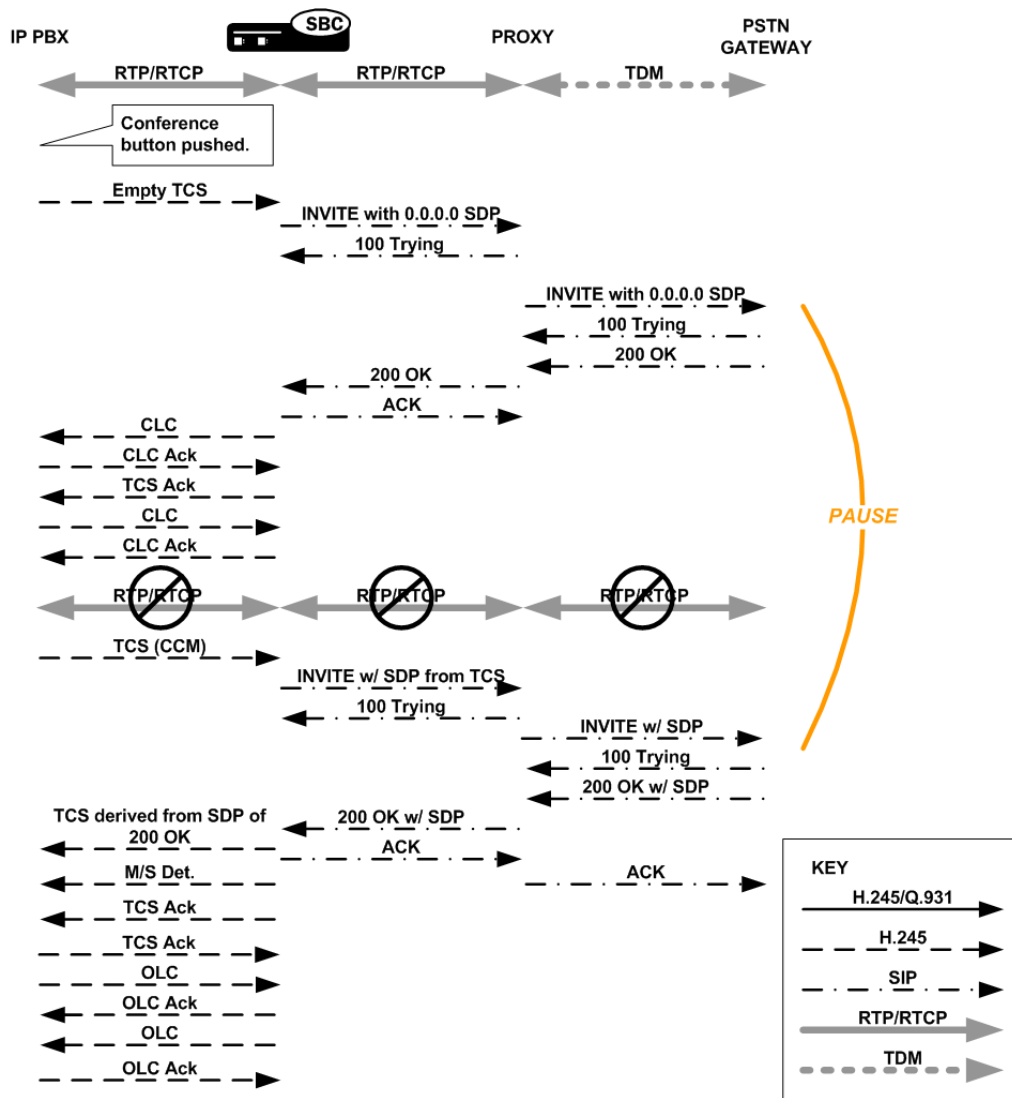 SBC
IP PBX
PROXY
PSTN
GATEWAY
RTP/RTCP
RTP/RTCP
TDM
Conference
button pushed.
Empty TCS
INVITE with 0.0.0.0 SDP
100 Trying
INVITE with 0.0.0.0 SDP
100 Trying
200 OK
200 OK
ACK
CLC
CLC Ack
TCS Ack
CLC
CLC Ack
PAUSE
RTP/RTCP
RTP/RTCP
RTP/RTCP
TCS (CCM)
INVITE w/ SDP from TCS
100 Trying
INVITE w/ SDP
100 Trying
200 OK w/ SDP
TCS derived from SDP of
200 OK
200 OK w/ SDP
ACK
M/S Det.
ACK
TCS Ack
TCS Ack
OLC
OLC Ack
OLC
OLC Ack
KEY
H.245/Q.931
H.245
SIP
RTP/RTCP
TDM